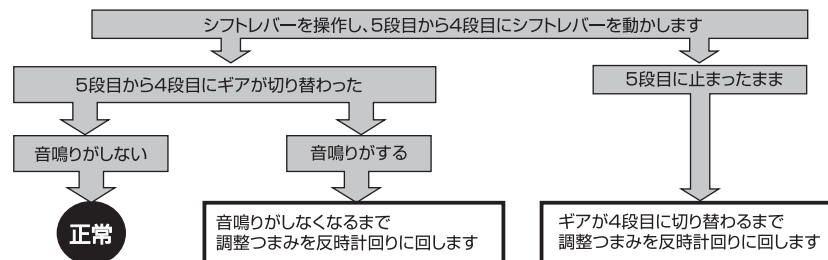 シフトレバーを操作し、5段目から4段目にシフトレバーを動かします
5段目から4段目にギアが切り替わった
5段目に止まったまま
音鳴りがしない
音鳴りがする
正常
音鳴りがしなくなるまで
調整つまみを反時計回りに回します
ギアが4段目に切り替わるまで
調整つまみを反時計回りに回します